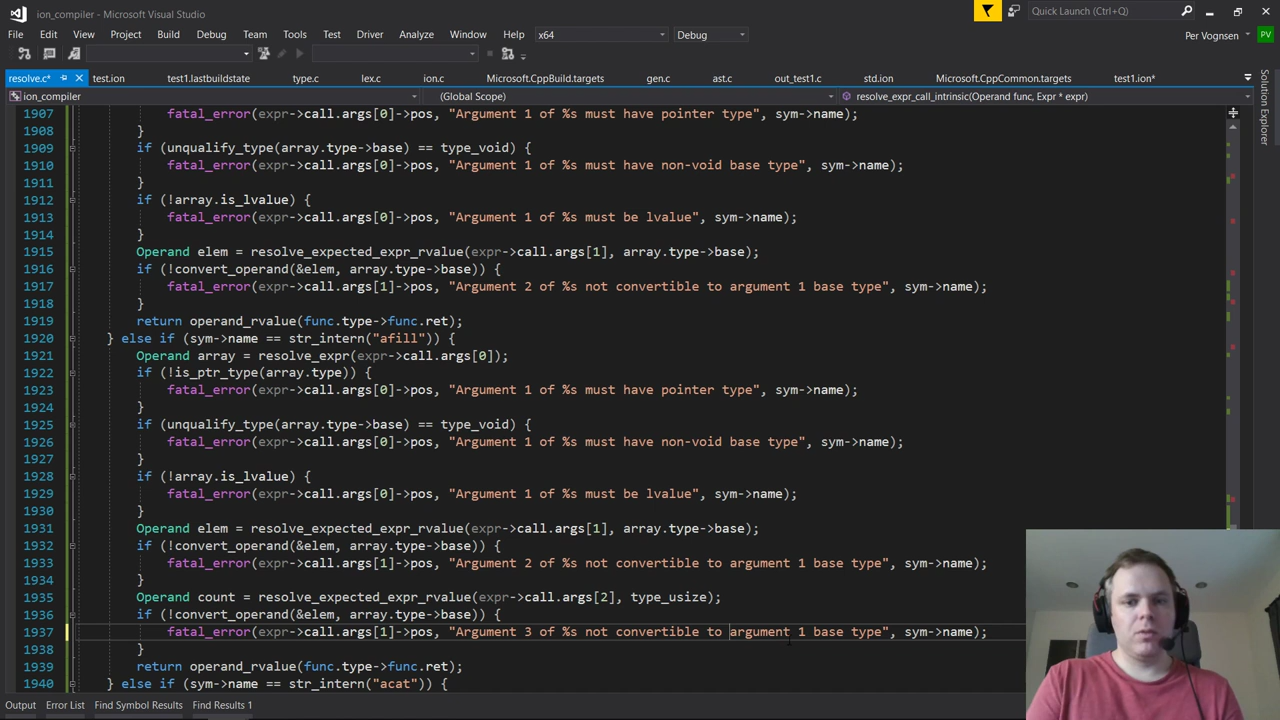 ion_compiler - Microsoft Visual Studio
Quick Launch (Ctrl+Q)
File Edit View Project Build Debug Team Tools Test Driver Analyze Window Help x64 Debug Per Vognsen PV
resolve.c* test.ion test1.lastbuildstate type.c lex.c ion.c Microsoft.CppBuild.targets gen.c ast.c out_test1.c std.ion Microsoft.CppCommon.targets test1.ion*
ion_compiler (Global Scope) resolve_expr_call_intrinsic(Operand func, Expr * expr)
Solution Explorer
1907 fatal_error(expr->call.args[0]->pos, "Argument 1 of %s must have pointer type", sym->name);
1908 }
1909 if (unqualify_type(array.type->base) == type_void) {
1910 fatal_error(expr->call.args[0]->pos, "Argument 1 of %s must have non-void base type", sym->name);
1911 }
1912 if (!array.is_lvalue) {
1913 fatal_error(expr->call.args[0]->pos, "Argument 1 of %s must be lvalue", sym->name);
1914 }
1915 Operand elem = resolve_expected_expr_rvalue(expr->call.args[1], array.type->base);
1916 if (!convert_operand(&elem, array.type->base)) {
1917 fatal_error(expr->call.args[1]->pos, "Argument 2 of %s not convertible to argument 1 base type", sym->name);
1918 }
1919 return operand_rvalue(func.type->func.ret);
1920 } else if (sym->name == str_intern("afill")) {
1921 Operand array = resolve_expr(expr->call.args[0]);
1922 if (!is_ptr_type(array.type)) {
1923 fatal_error(expr->call.args[0]->pos, "Argument 1 of %s must have pointer type", sym->name);
1924 }
1925 if (unqualify_type(array.type->base) == type_void) {
1926 fatal_error(expr->call.args[0]->pos, "Argument 1 of %s must have non-void base type", sym->name);
1927 }
1928 if (!array.is_lvalue) {
1929 fatal_error(expr->call.args[0]->pos, "Argument 1 of %s must be lvalue", sym->name);
1930 }
1931 Operand elem = resolve_expected_expr_rvalue(expr->call.args[1], array.type->base);
1932 if (!convert_operand(&elem, array.type->base)) {
1933 fatal_error(expr->call.args[1]->pos, "Argument 2 of %s not convertible to argument 1 base type", sym->name);
1934 }
1935 Operand count = resolve_expected_expr_rvalue(expr->call.args[2], type_usize);
1936 if (!convert_operand(&elem, array.type->base)) {
1937 fatal_error(expr->call.args[1]->pos, "Argument 3 of %s not convertible to argument 1 base type", sym->name);
1938 }
1939 return operand_rvalue(func.type->func.ret);
1940 } else if (sym->name == str_intern("acat")) {
Output Error List Find Symbol Results Find Results 1